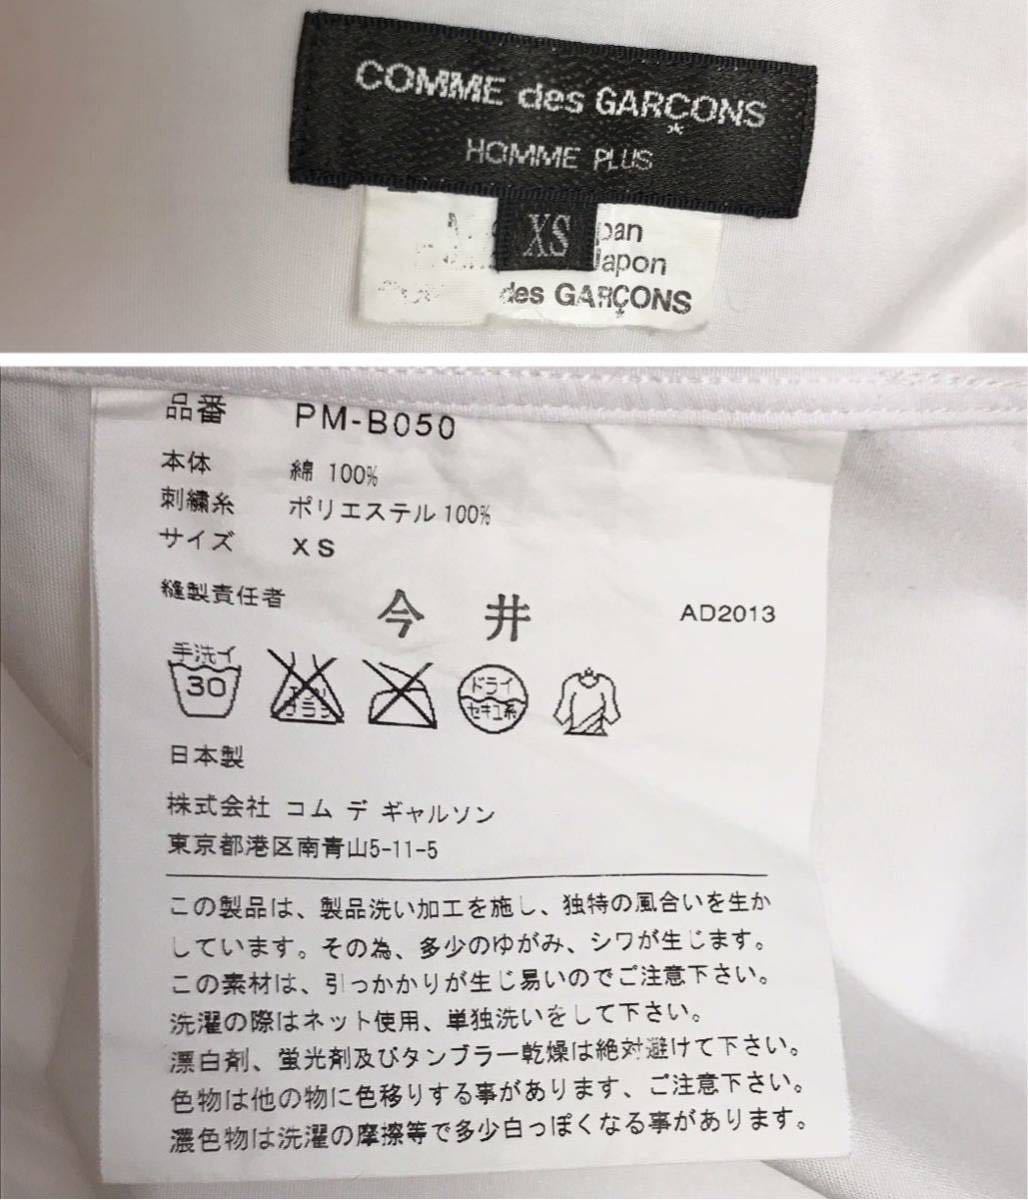 COMME des GARÇONS
HOMME PLUS
XS
Japon
des GARÇONS
品番 PM-B050
本体 綿 100%
刺繍糸 ポリエステル 100%
サイズ XS
縫製責任者 今井 AD2013
手洗イ
30
ドライ
セキユ系
日本製
株式会社 コム デ ギャルソン
東京都港区南青山5-11-5
この製品は、製品洗い加工を施し、独特の風合いを生か
しています。その為、多少のゆがみ、シワが生じます。
この素材は、引っかかりが生じ易いのでご注意下さい。
洗濯の際はネット使用、単独洗いをして下さい。
漂白剤、蛍光剤及びタンブラー乾燥は絶対避けて下さい。
色物は他の物に色移りする事があります、ご注意下さい。
濃色物は洗濯の摩擦等で多少白っぽくなる事があります。